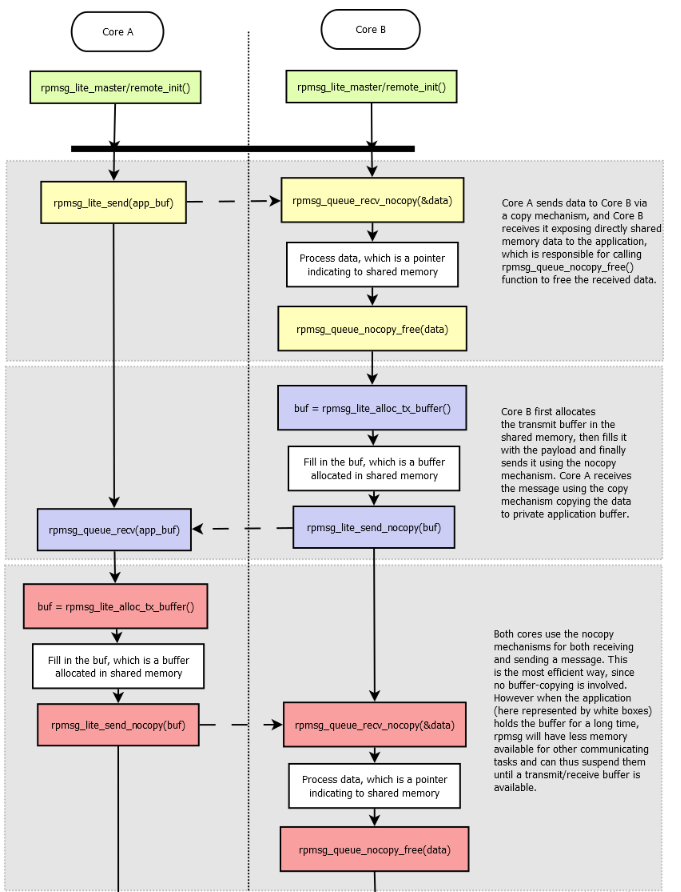 Core A
Core B
rpmsg_lite_master/remote_init()
rpmsg_lite_master/remote_init()
rpmsg_lite_send(app_buf)
rpmsg_queue_recv_nocopy(&data)
Process data, which is a pointer
indicating to shared memory
rpmsg_queue_nocopy_free(data)
Core A sends data to Core B via
a copy mechanism, and Core B
receives it exposing directly shared
memory data to the application,
which is responsible for calling
rpmsg_queue_nocopy_free()
function to free the received data.
buf = rpmsg_lite_alloc_tx_buffer()
Fill in the buf, which is a buffer
allocated in shared memory
rpmsg_queue_recv(app_buf)
rpmsg_lite_send_nocopy(buf)
Core B first allocates
the transmit buffer in the
shared memory, then fills it
with the payload and finally
sends it using the nocopy
mechanism. Core A receives
the message using the copy
mechanism copying the data
to private application buffer.
buf = rpmsg_lite_alloc_tx_buffer()
Fill in the buf, which is a buffer
allocated in shared memory
rpmsg_lite_send_nocopy(buf)
rpmsg_queue_recv_nocopy(&data)
Process data, which is a pointer
indicating to shared memory
rpmsg_queue_nocopy_free(data)
Both cores use the nocopy
mechanisms for both receiving
and sending a message. This
is the most efficient way, since
no buffer-copying is involved.
However when the application
(here represented by white boxes)
holds the buffer for a long time,
rpmsg will have less memory
available for other communicating
tasks and can thus suspend them
until a transmit/receive buffer is
available.